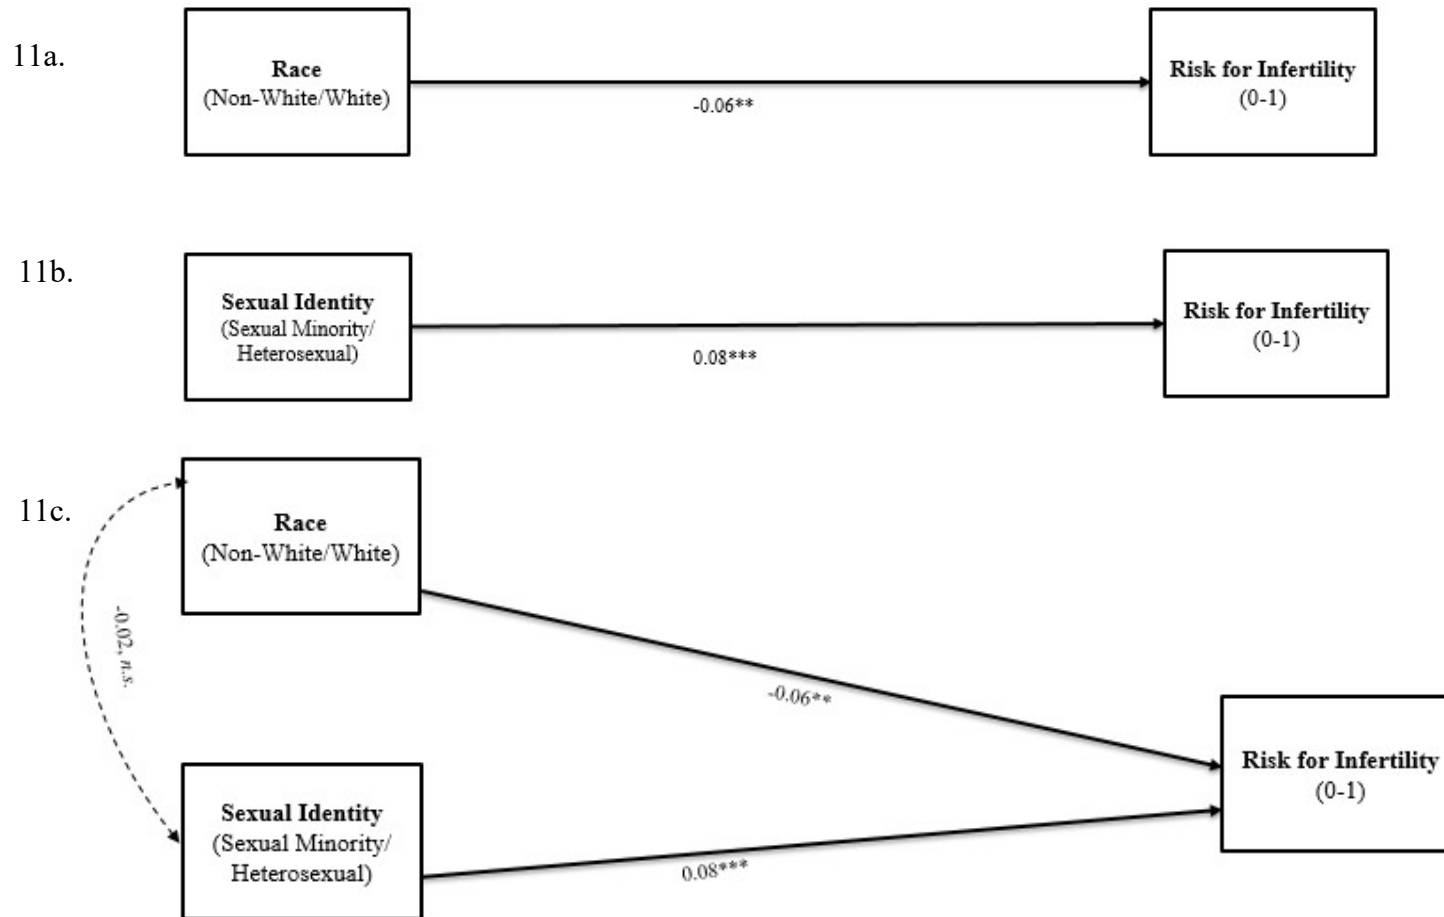 11a.
Race
(Non-White/White)
-0.06**
Risk for Infertility
(0-1)
11b.
Sexual Identity
(Sexual Minority/
Heterosexual)
0.08***
Risk for Infertility
(0-1)
11c.
Race
(Non-White/White)
-0.02, n.s.
-0.06**
Sexual Identity
(Sexual Minority/
Heterosexual)
0.08***
Risk for Infertility
(0-1)